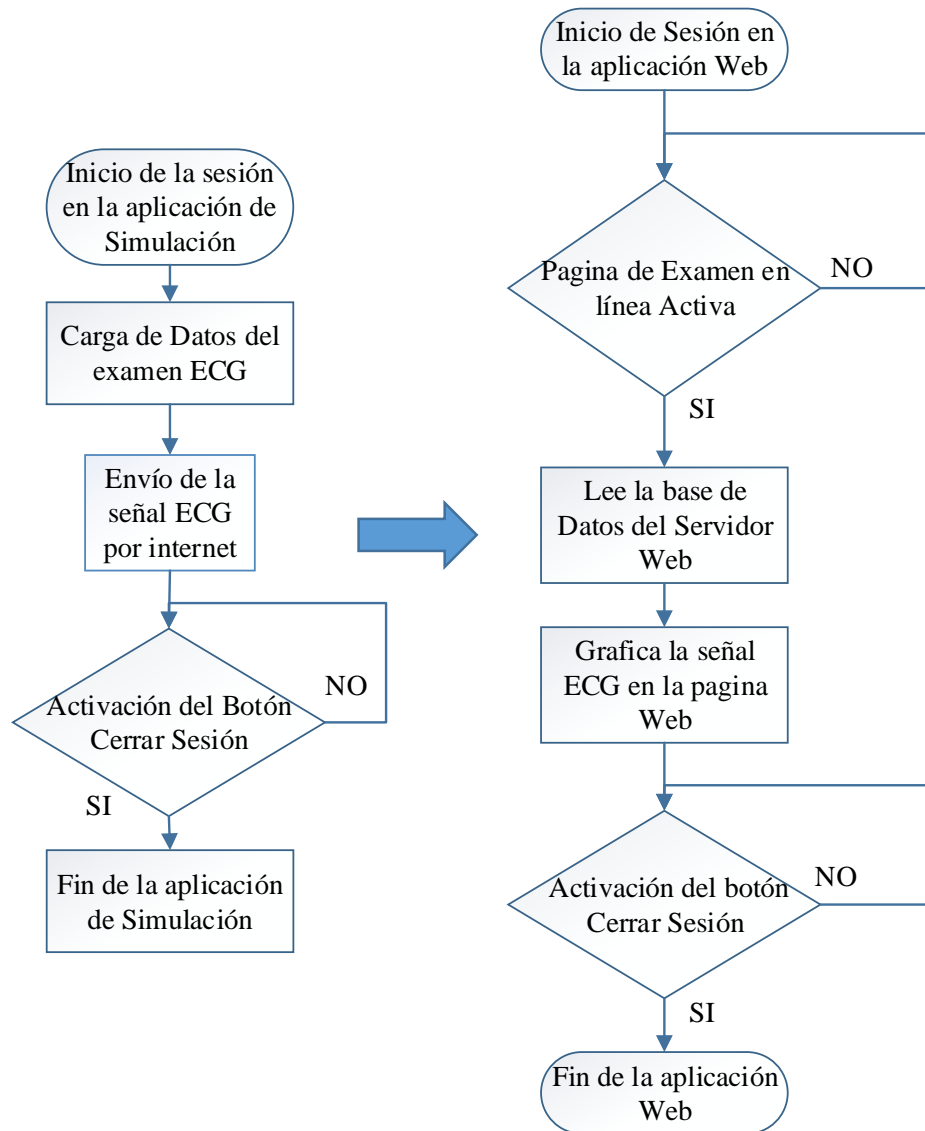 Inicio de la sesión
en la aplicación de
Simulación
Carga de Datos del
examen ECG
Envío de la
señal ECG
por internet
Activación del Botón
Cerrar Sesión
NO
SI
Fin de la aplicación
de Simulación
Inicio de Sesión en
la aplicación Web
Pagina de Examen en
línea Activa
NO
SI
Lee la base de
Datos del Servidor
Web
Grafica la señal
ECG en la pagina
Web
Activación del botón
Cerrar Sesión
NO
SI
Fin de la aplicación
Web